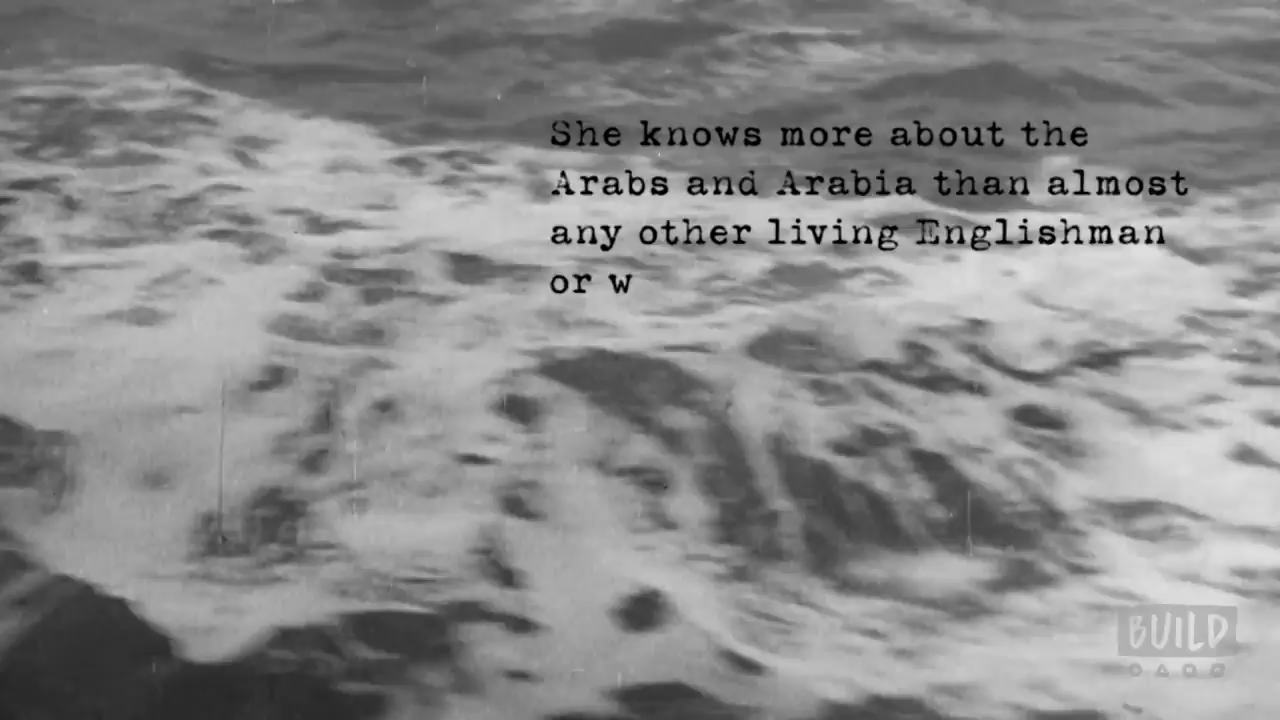 She knows more about the
Arabs and Arabia than almost
any other living Englishman
or w
BUILD